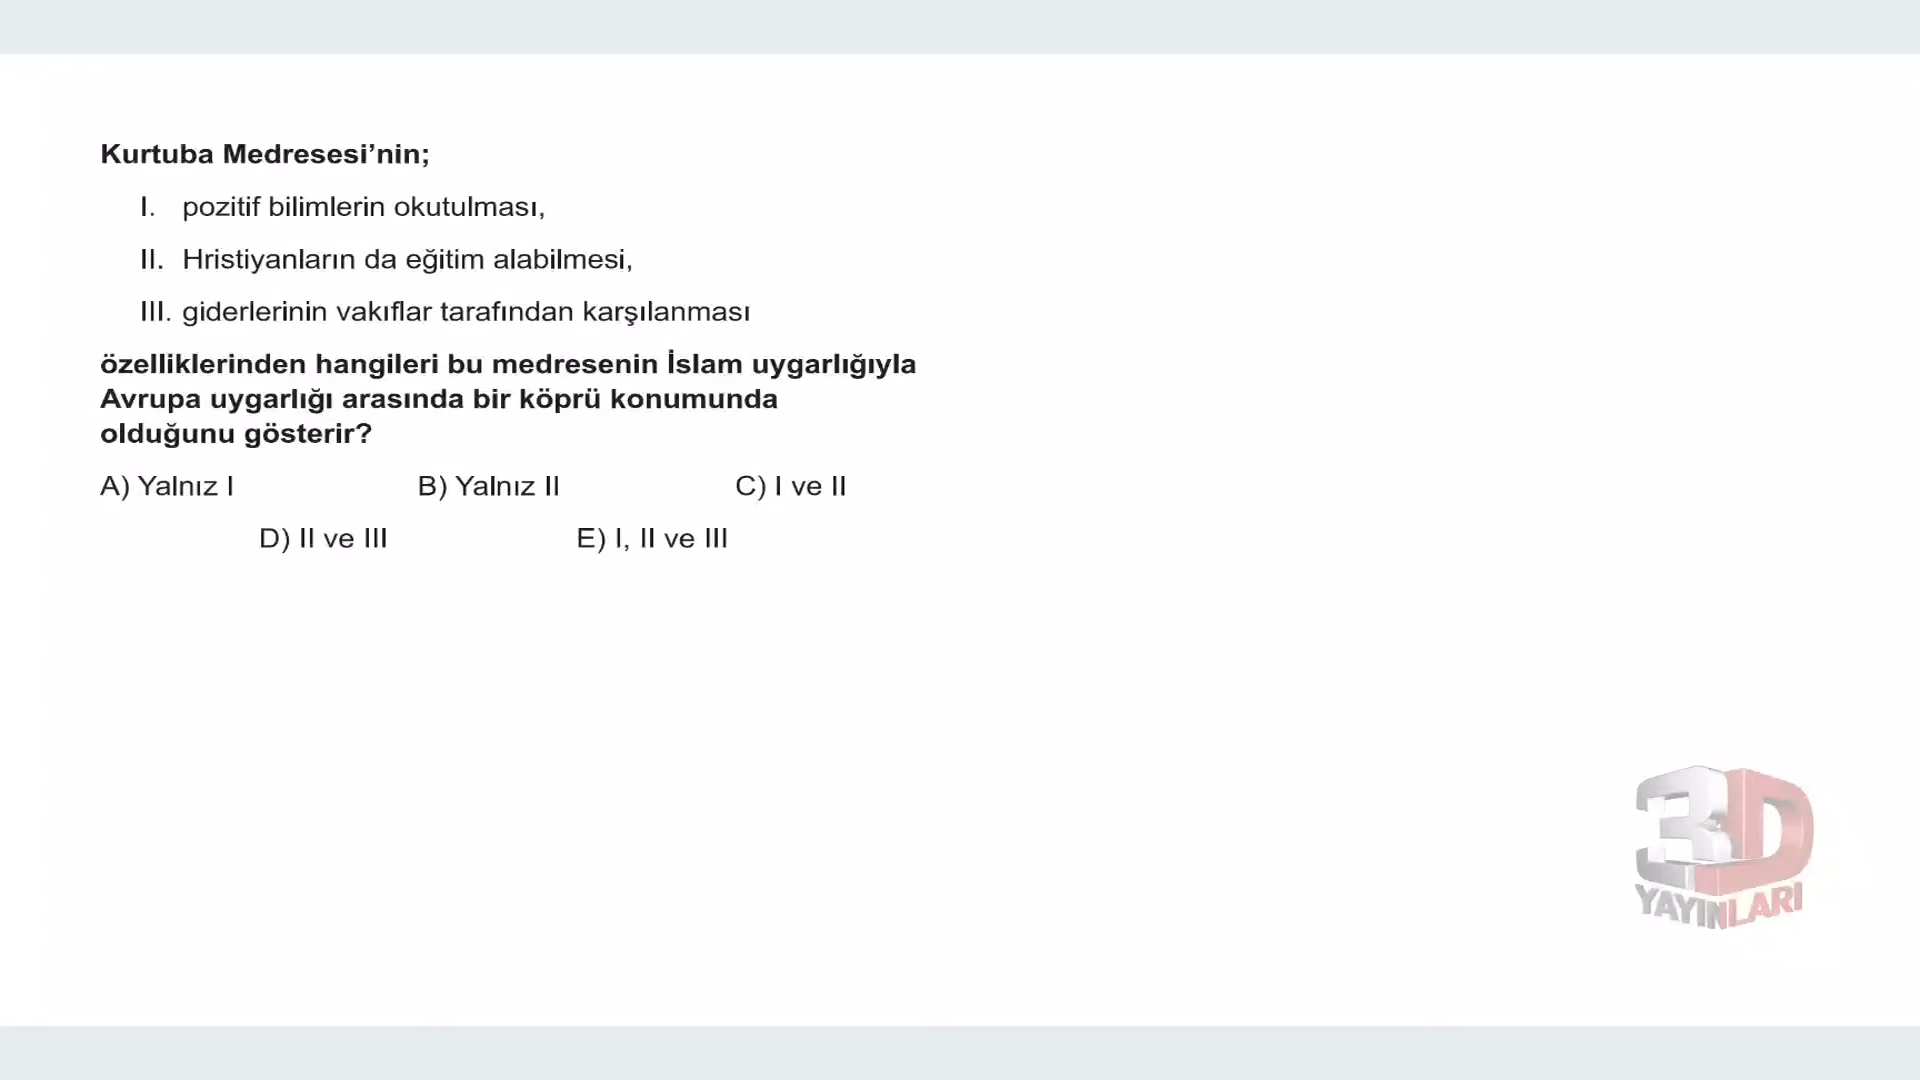 Kurtuba Medresesi’nin;
I. pozitif bilimlerin okutulması,
II. Hristiyanların da eğitim alabilmesi,
III. giderlerinin vakıflar tarafından karşılanması
özelliklerinden hangileri bu medresenin İslam uygarlığıyla
Avrupa uygarlığı arasında bir köprü konumunda
olduğunu gösterir?
A) Yalnız I B) Yalnız II C) I ve II
D) II ve III E) I, II ve III
3D
YAYINLARI